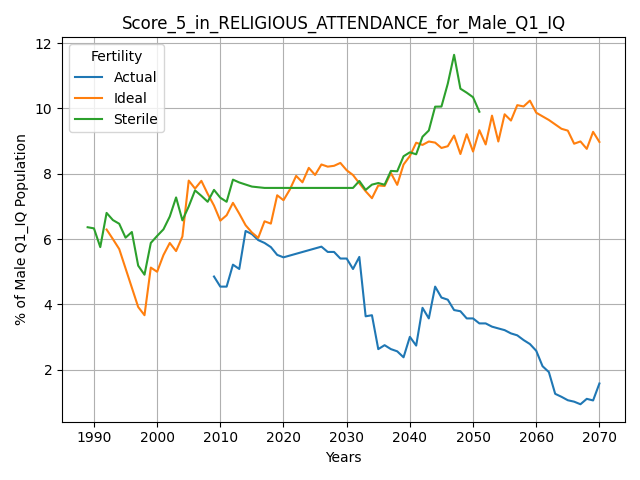 Score_5_in_RELIGIOUS_ATTENDANCE_for_Male_Q1_IQ
Fertility
Actual
Ideal
Sterile
% of Male Q1_IQ Population
12
10
8
6
4
2
1990 2000 2010 2020 2030 2040 2050 2060 2070
Years